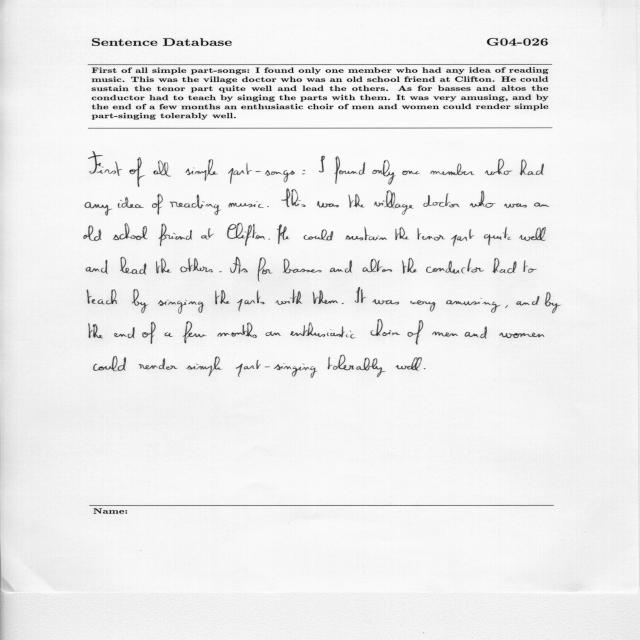 Sentence Database G04-026
First of all simple part-songs: I found only one member who had any idea of reading
music. This was the village doctor who was an old school friend at Clifton. He could
sustain the tenor part quite well and lead the others. As for basses and altos the
conductor had to teach by singing the parts with them. It was very amusing, and by
the end of a few months an enthusiastic choir of men and women could render simple
part-singing tolerably well.
First of all simple part-songs : I found only one member who had
any idea of reading music. This was the village doctor who was an
old school friend at Clifton. He could sustain the tenor part quite well
and lead the others. As for basses and altos the conductor had to
teach by singing the parts with them. It was very amusing, and by
the end of a few months an enthusiastic choir of men and women
could render simple part-singing tolerably well.
Name: